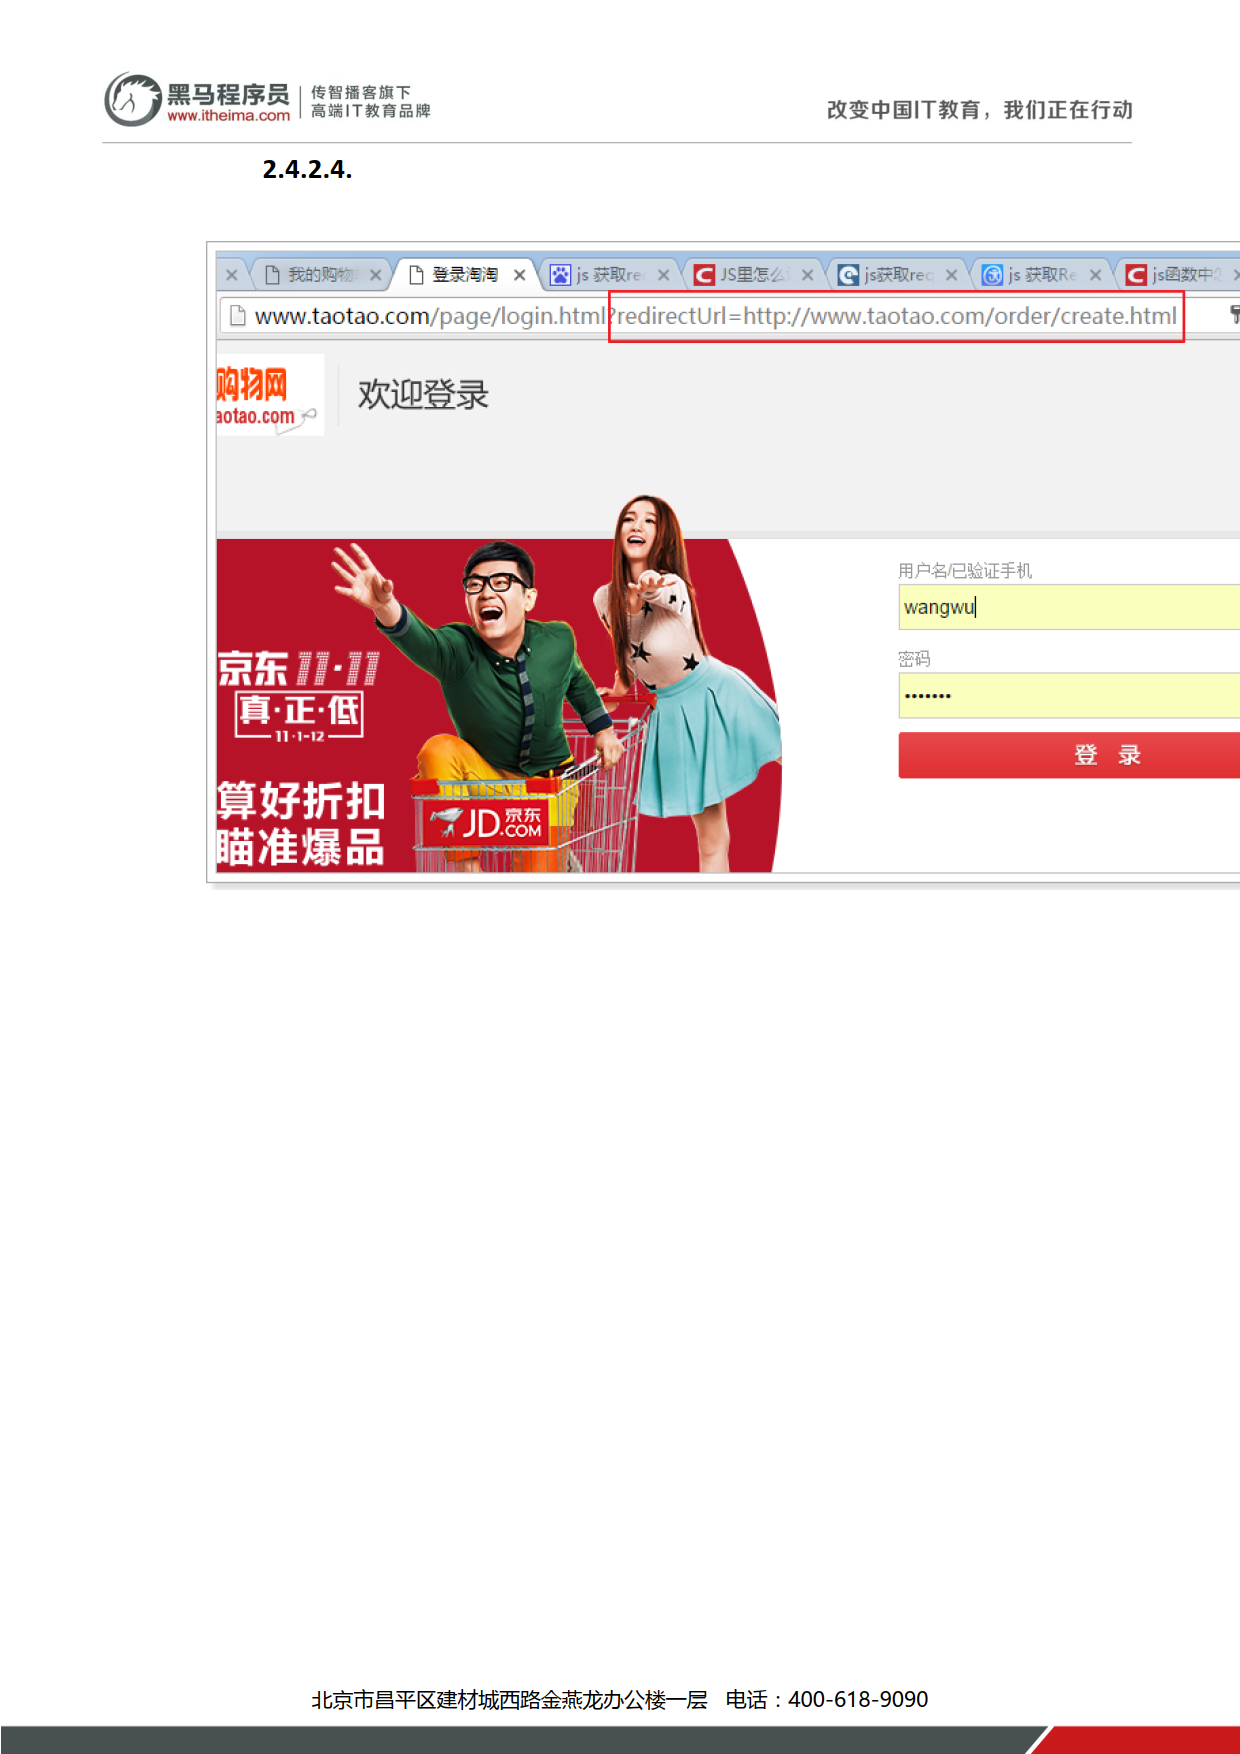 黑马程序员
www.itheima.com
传智播客旗下
高端IT教育品牌
改变中国IT教育，我们正在行动
2.4.2.4.
我的购物
登录淘淘
js 获取re
JS里怎么
js获取rec
js 获取Re
js函数中
www.taotao.com/page/login.html?redirectUrl=http://www.taotao.com/order/create.html
购物网
aotao.com
欢迎登录
用户名/已验证手机
wangwu
密码
•••••••
登 录
京东 11·11
真·正·低
11·1-12
算好折扣
瞄准爆品
JD.COM 京东
北京市昌平区建材城西路金燕龙办公楼一层 电话：400-618-9090